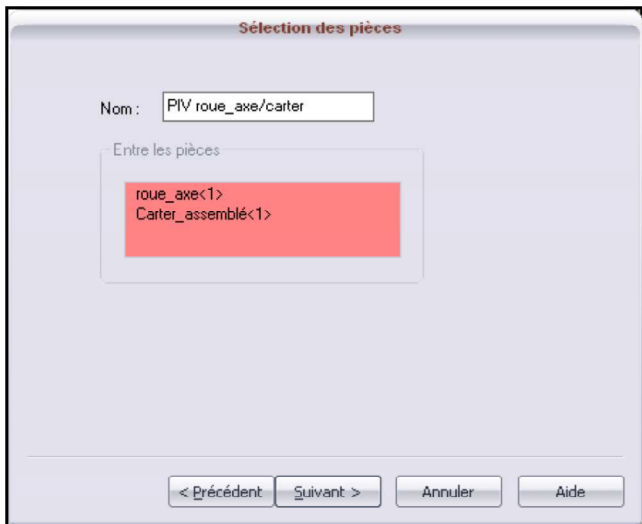 Sélection des pièces
Nom : PIV roue_axe/carter
Entre les pièces
roue_axe<1>
Carter_assemblé<1>
< Précédent Suivant > Annuler Aide